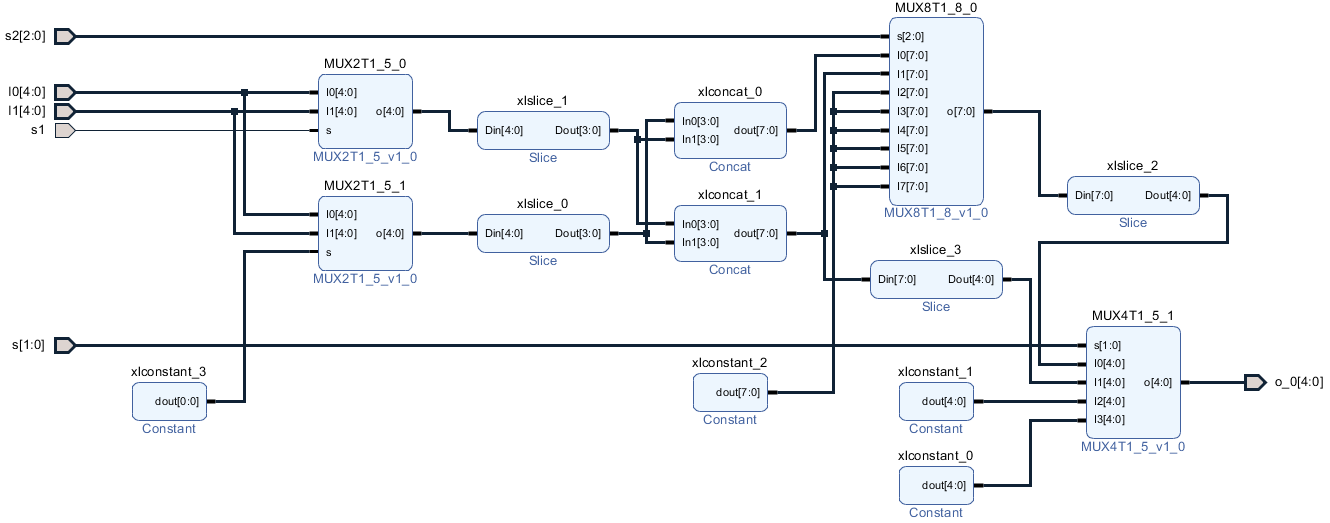 MUX8T1_8_0
s2[2:0]
s[2:0]
I0[7:0]
I1[7:0]
I2[7:0]
I3[7:0]
I4[7:0]
I5[7:0]
I6[7:0]
I7[7:0]
o[7:0]
MUX8T1_8_v1_0
MUX2T1_5_0
I0[4:0]
I1[4:0]
s1
I0[4:0]
I1[4:0]
s
o[4:0]
MUX2T1_5_v1_0
xlslice_1
Din[4:0] Dout[3:0]
Slice
xlconcat_0
In0[3:0]
In1[3:0]
dout[7:0]
Concat
MUX2T1_5_1
I0[4:0]
I1[4:0]
s
o[4:0]
MUX2T1_5_v1_0
xlslice_0
Din[4:0] Dout[3:0]
Slice
xlconcat_1
In0[3:0]
In1[3:0]
dout[7:0]
Concat
xlslice_2
Din[7:0] Dout[4:0]
Slice
xlslice_3
Din[7:0] Dout[4:0]
Slice
s[1:0]
xlconstant_3
dout[0:0]
Constant
xlconstant_2
dout[7:0]
Constant
xlconstant_1
dout[4:0]
Constant
xlconstant_0
dout[4:0]
Constant
MUX4T1_5_1
s[1:0]
I0[4:0]
I1[4:0]
I2[4:0]
I3[4:0]
o[4:0]
MUX4T1_5_v1_0
o_0[4:0]